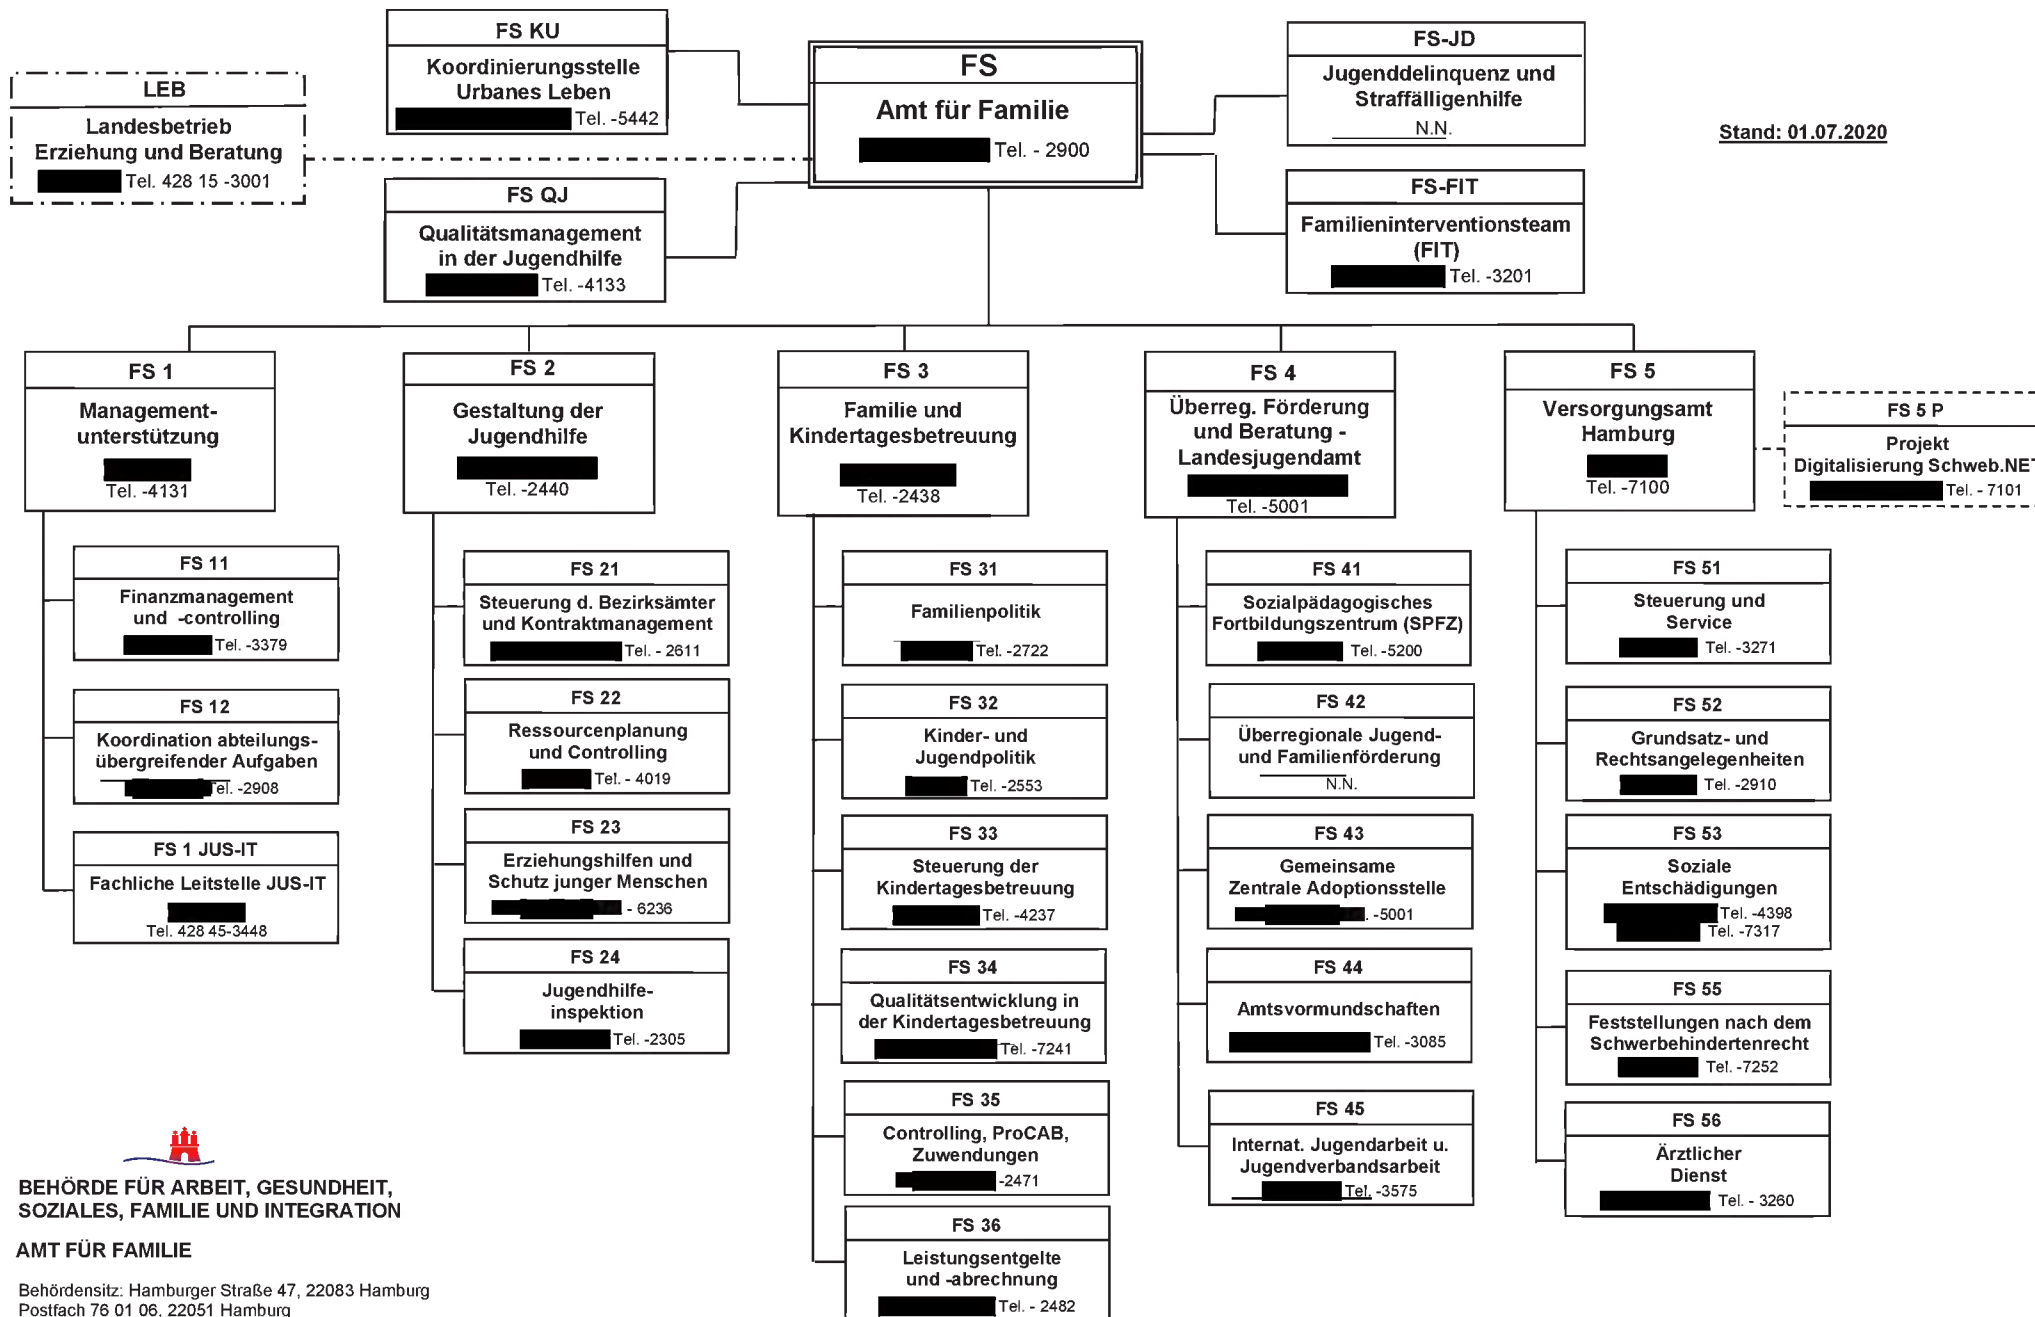 FS KU
Koordinierungsstelle
Urbanes Leben
Tel. -5442
FS
Amt für Familie
Tel. - 2900
FS-JD
Jugenddelinquenz und
Straffälligenhilfe
N.N.
Stand: 01.07.2020
LEB
Landesbetrieb
Erziehung und Beratung
Tel. 428 15 -3001
FS QJ
Qualitätsmanagement
in der Jugendhilfe
Tel. -4133
FS-FIT
Familieninterventionsteam
(FIT)
Tel. -3201
FS 1
Management-
unterstützung
Tel. -4131
FS 11
Finanzmanagement
und -controlling
Tel. -3379
FS 12
Koordination abteilungs-
übergreifender Aufgaben
Tel. -2908
FS 1 JUS-IT
Fachliche Leitstelle JUS-IT
Tel. 428 45-3448
FS 2
Gestaltung der
Jugendhilfe
Tel. -2440
FS 21
Steuerung d. Bezirksämter
und Kontraktmanagement
Tel. - 2611
FS 22
Ressourcenplanung
und Controlling
Tel. - 4019
FS 23
Erziehungshilfen und
Schutz junger Menschen
- 6236
FS 24
Jugendhilfe-
inspektion
Tel. -2305
FS 3
Familie und
Kindertagesbetreuung
Tel. -2438
FS 31
Familienpolitik
Tel. -2722
FS 32
Kinder- und
Jugendpolitik
Tel. -2553
FS 33
Steuerung der
Kindertagesbetreuung
Tel. -4237
FS 34
Qualitätsentwicklung in
der Kindertagesbetreuung
Tel. -7241
FS 35
Controlling, ProCAB,
Zuwendungen
-2471
FS 36
Leistungsentgelte
und -abrechnung
Tel. - 2482
FS 4
Überreg. Förderung
und Beratung -
Landesjugendamt
Tel. -5001
FS 41
Sozialpädagogisches
Fortbildungszentrum (SPFZ)
Tel. -5200
FS 42
Überregionale Jugend-
und Familienförderung
N.N.
FS 43
Gemeinsame
Zentrale Adoptionsstelle
. -5001
FS 44
Amtsvormundschaften
Tel. -3085
FS 45
Internat. Jugendarbeit u.
Jugendverbandsarbeit
Tel. -3575
FS 5
Versorgungsamt
Hamburg
Tel. -7100
FS 5 P
Projekt
Digitalisierung Schweb.NET
Tel. - 7101
FS 51
Steuerung und
Service
Tel. -3271
FS 52
Grundsatz- und
Rechtsangelegenheiten
Tel. -2910
FS 53
Soziale
Entschädigungen
Tel. -4398
Tel. -7317
FS 55
Feststellungen nach dem
Schwerbehindertenrecht
Tel. -7252
FS 56
Ärztlicher
Dienst
Tel. - 3260
BEHÖRDE FÜR ARBEIT, GESUNDHEIT,
SOZIALES, FAMILIE UND INTEGRATION
AMT FÜR FAMILIE
Behördensitz: Hamburger Straße 47, 22083 Hamburg
Postfach 76 01 06, 22051 Hamburg